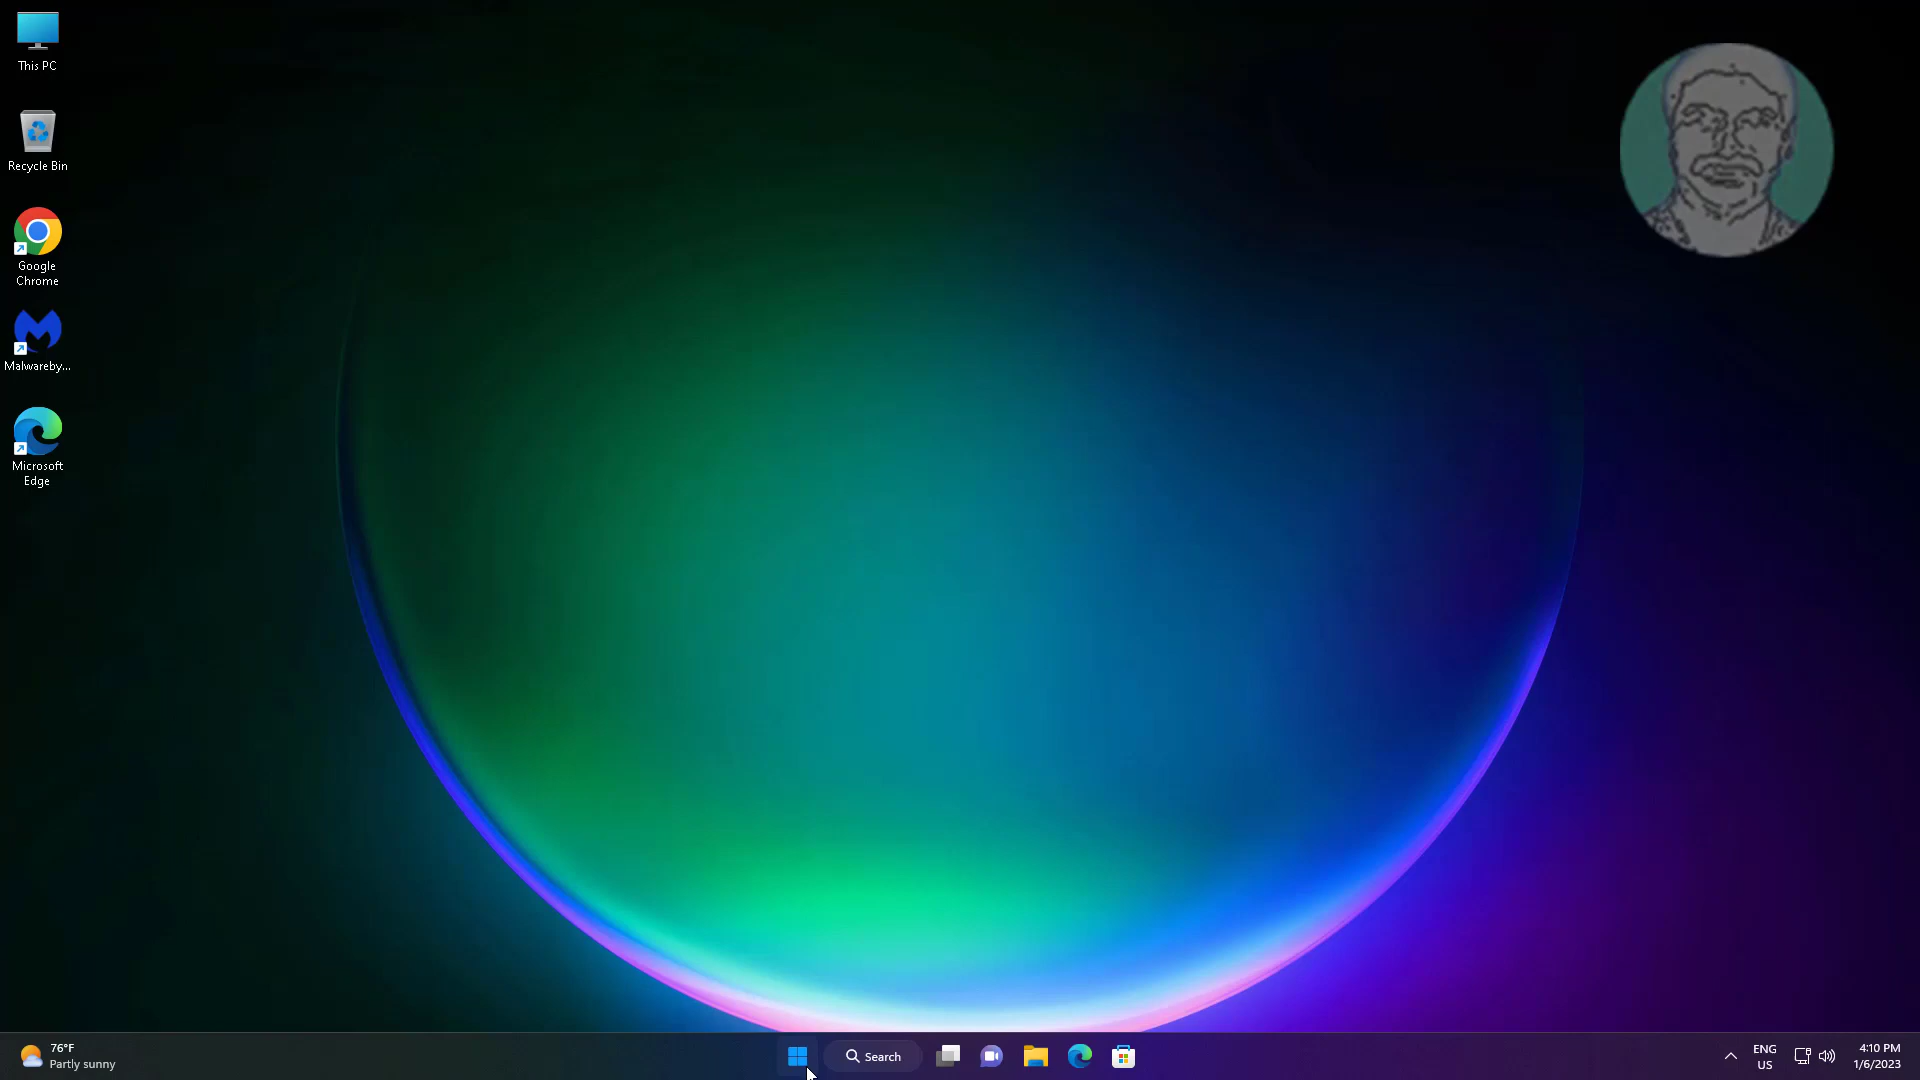 This PC
Recycle Bin
Google
Chrome
Malwareby...
Microsoft
Edge
76°F
Partly sunny
Search
ENG
US
4:10 PM
1/6/2023